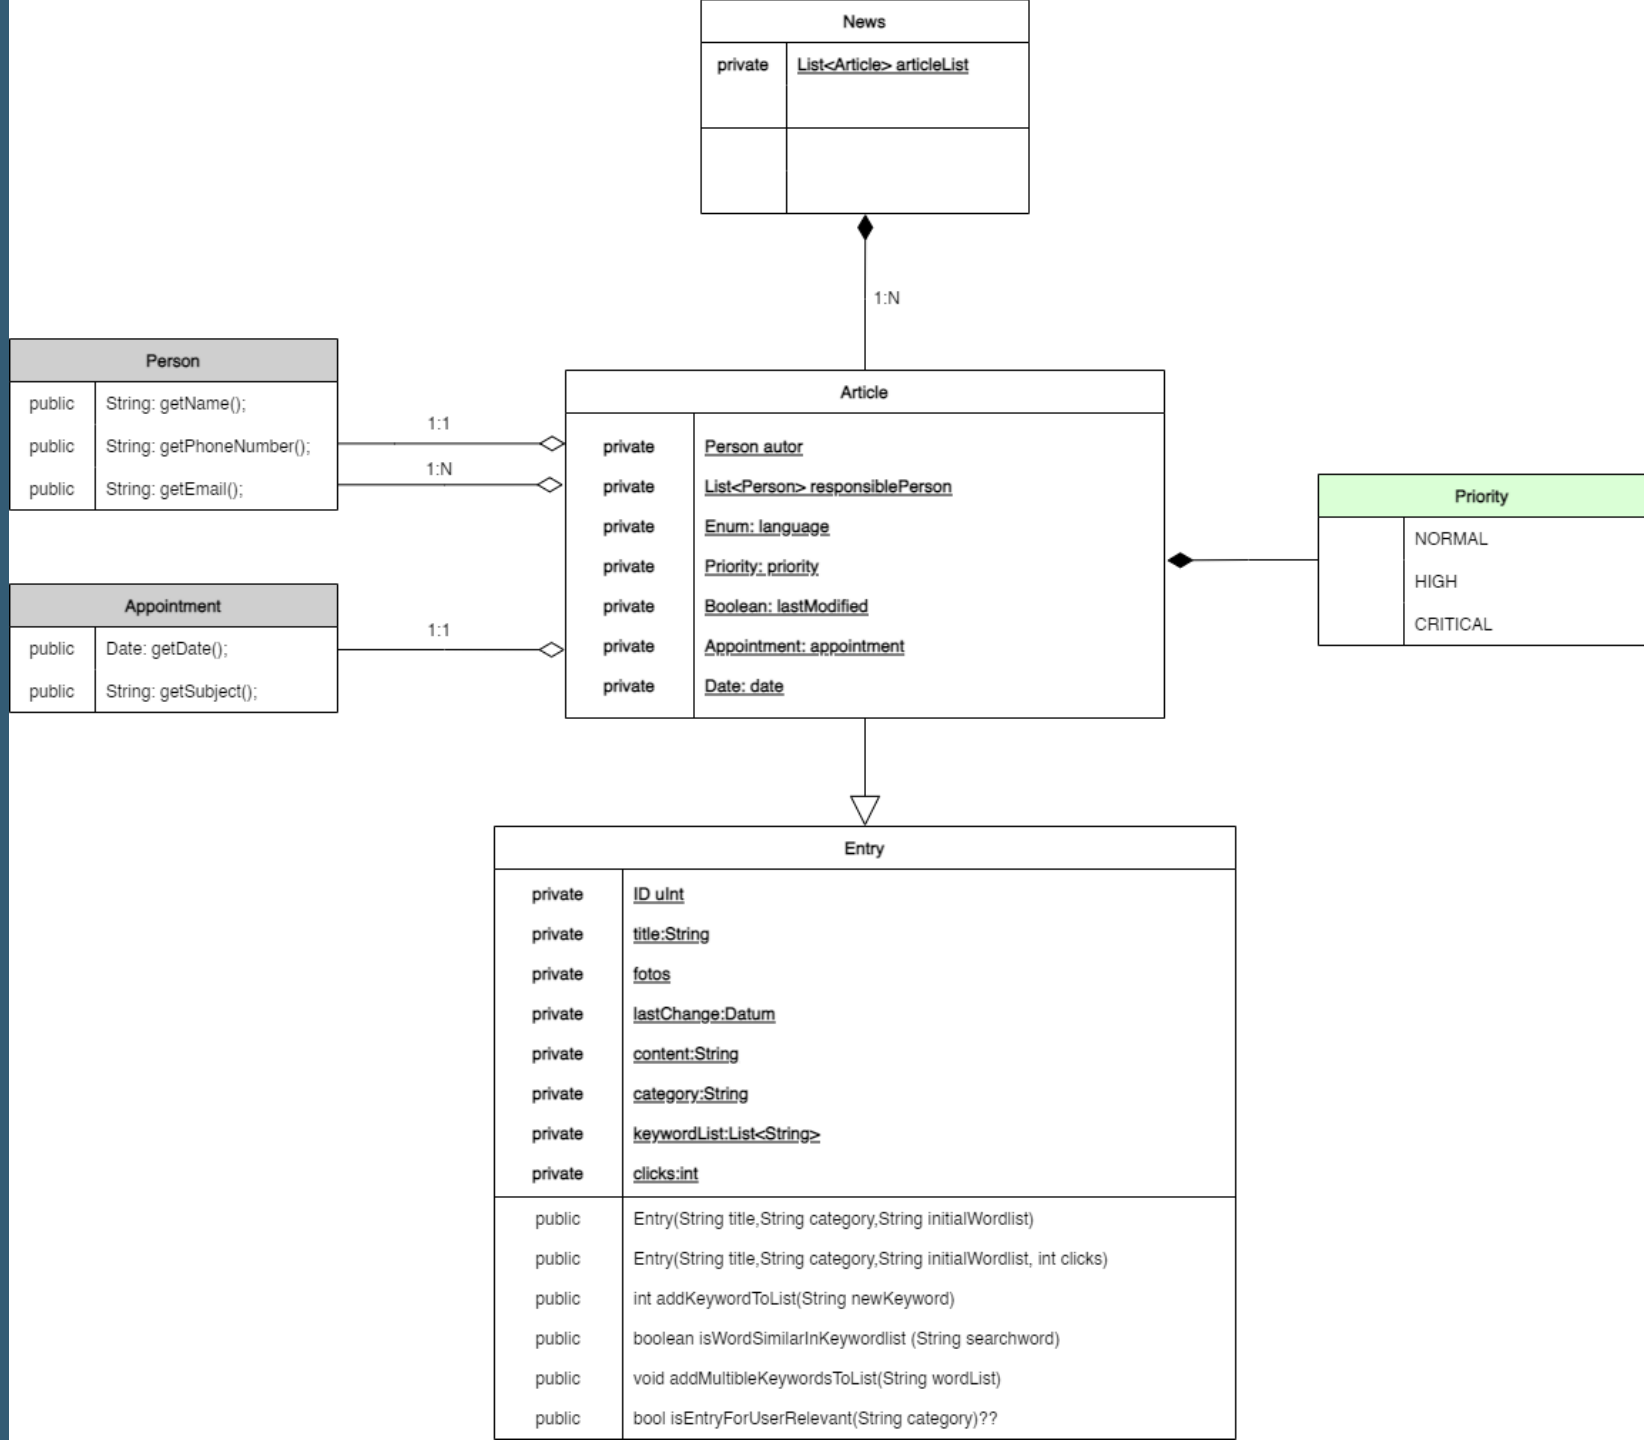 News
private List<Article> articleList
1:N
Person
public String: getName();
public String: getPhoneNumber();
public String: getEmail();
1:1
1:N
Appointment
public Date: getDate();
public String: getSubject();
1:1
Article
private Person autor
private List<Person> responsiblePerson
private Enum: language
private Priority: priority
private Boolean: lastModified
private Appointment: appointment
private Date: date
Priority
NORMAL
HIGH
CRITICAL
Entry
private ID uInt
private title:String
private fotos
private lastChange:Datum
private content:String
private category:String
private keywordList:List<String>
private clicks:int
public Entry(String title,String category,String initialWordlist)
public Entry(String title,String category,String initialWordlist, int clicks)
public int addKeywordToList(String newKeyword)
public boolean isWordSimilarInKeywordlist (String searchword)
public void addMultibleKeywordsToList(String wordList)
public bool isEntryForUserRelevant(String category)??